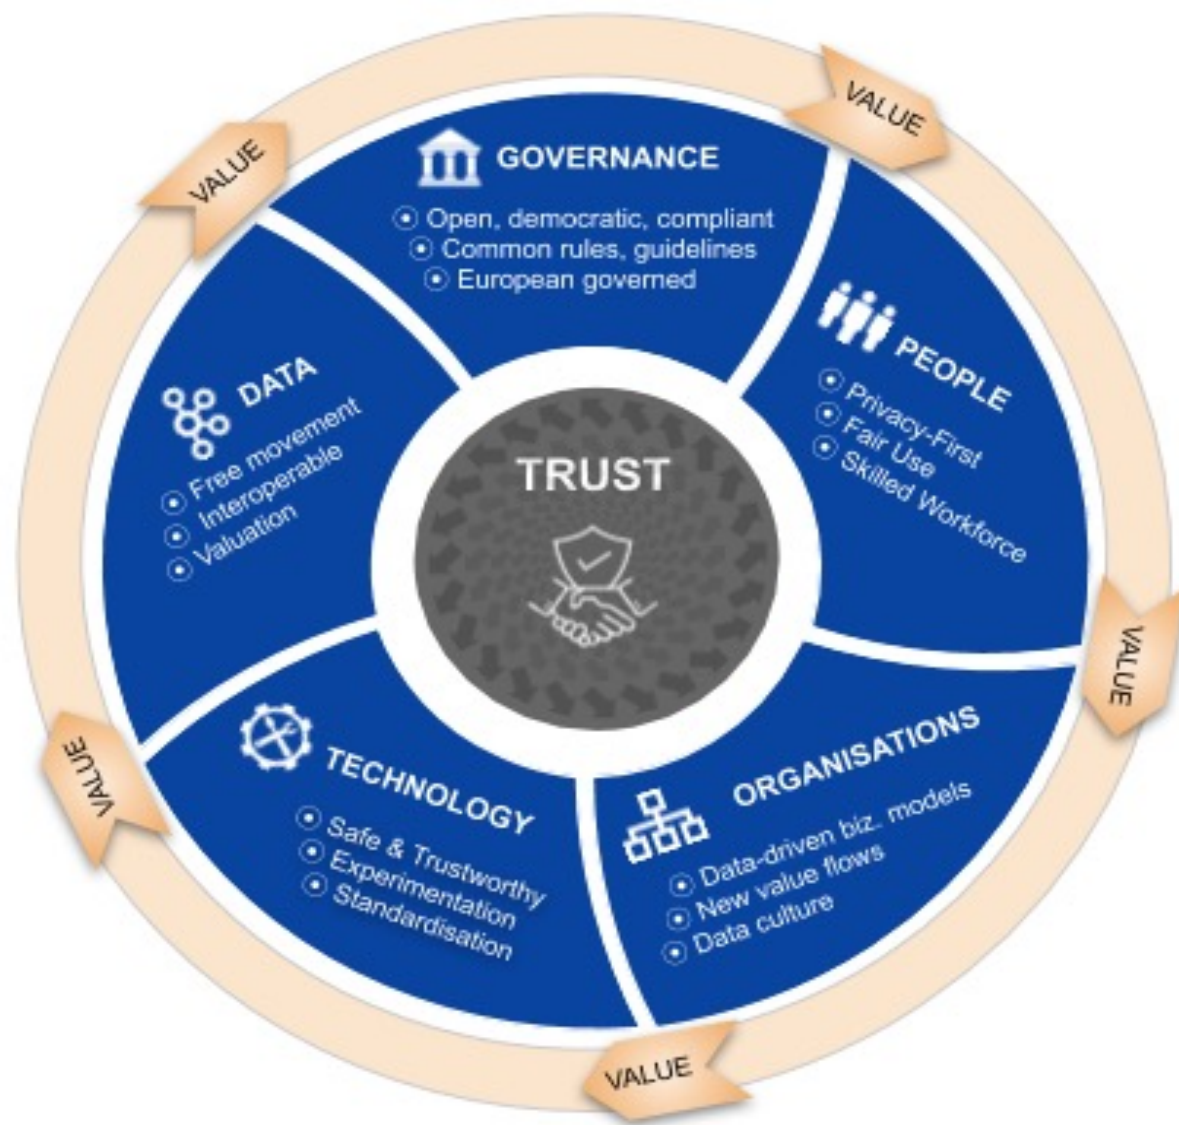 VALUE
GOVERNANCE
Open, democratic, compliant
Common rules, guidelines
European governed
VALUE
PEOPLE
Privacy-First
Fair Use
Skilled Workforce
VALUE
ORGANISATIONS
Data-driven biz. models
New value flows
Data culture
VALUE
TECHNOLOGY
Safe & Trustworthy
Experimentation
Standardisation
VALUE
DATA
Free movement
Interoperable
Valuation
TRUST